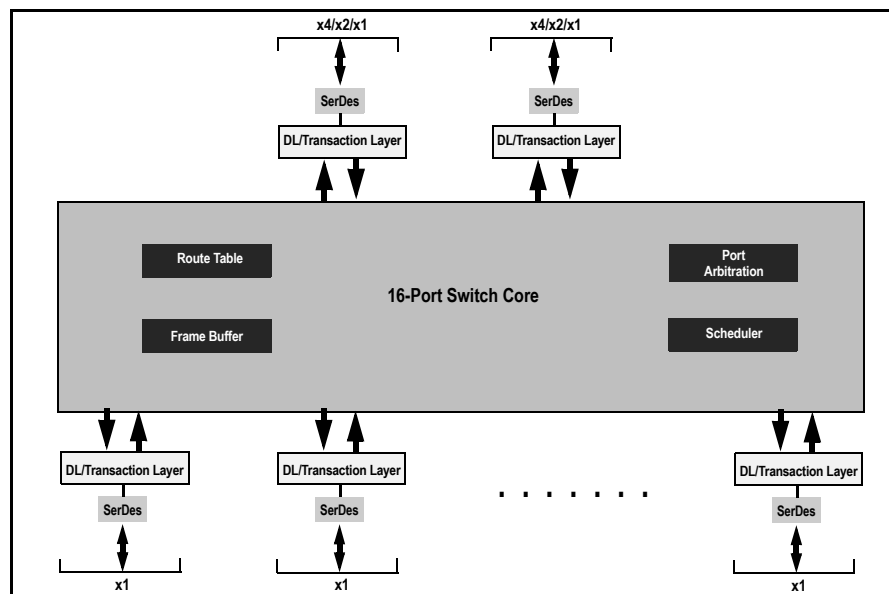 x4/x2/x1
x4/x2/x1
SerDes
SerDes
DL/Transaction Layer
DL/Transaction Layer
Route Table
Port
Arbitration
16-Port Switch Core
Frame Buffer
Scheduler
DL/Transaction Layer
DL/Transaction Layer
DL/Transaction Layer
. . . . . . .
SerDes
SerDes
SerDes
x1
x1
x1